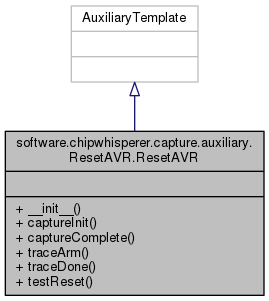 AuxiliaryTemplate
software.chipwhisperer.capture.auxiliary.
ResetAVR.ResetAVR
+ __init__()
+ captureInit()
+ captureComplete()
+ traceArm()
+ traceDone()
+ testReset()